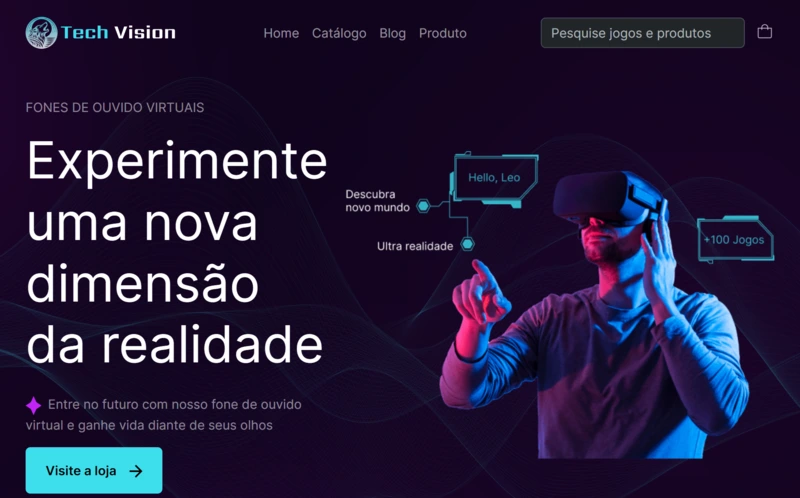 Tech Vision
Home Catálogo Blog Produto
Pesquise jogos e produtos
FONES DE OUVIDO VIRTUAIS
Experimente
uma nova
dimensão
da realidade
Hello, Leo
Descubra
novo mundo
Ultra realidade
+100 Jogos
Entre no futuro com nosso fone de ouvido
virtual e ganhe vida diante de seus olhos
Visite a loja